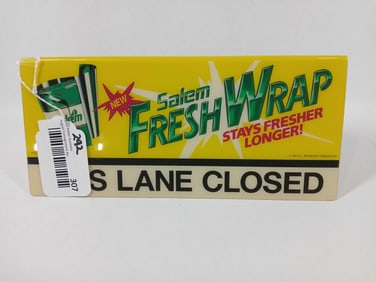 NEW
Salem
FRESH WRAP
STAYS FRESHER
LONGER!
S LANE CLOSED
292
307